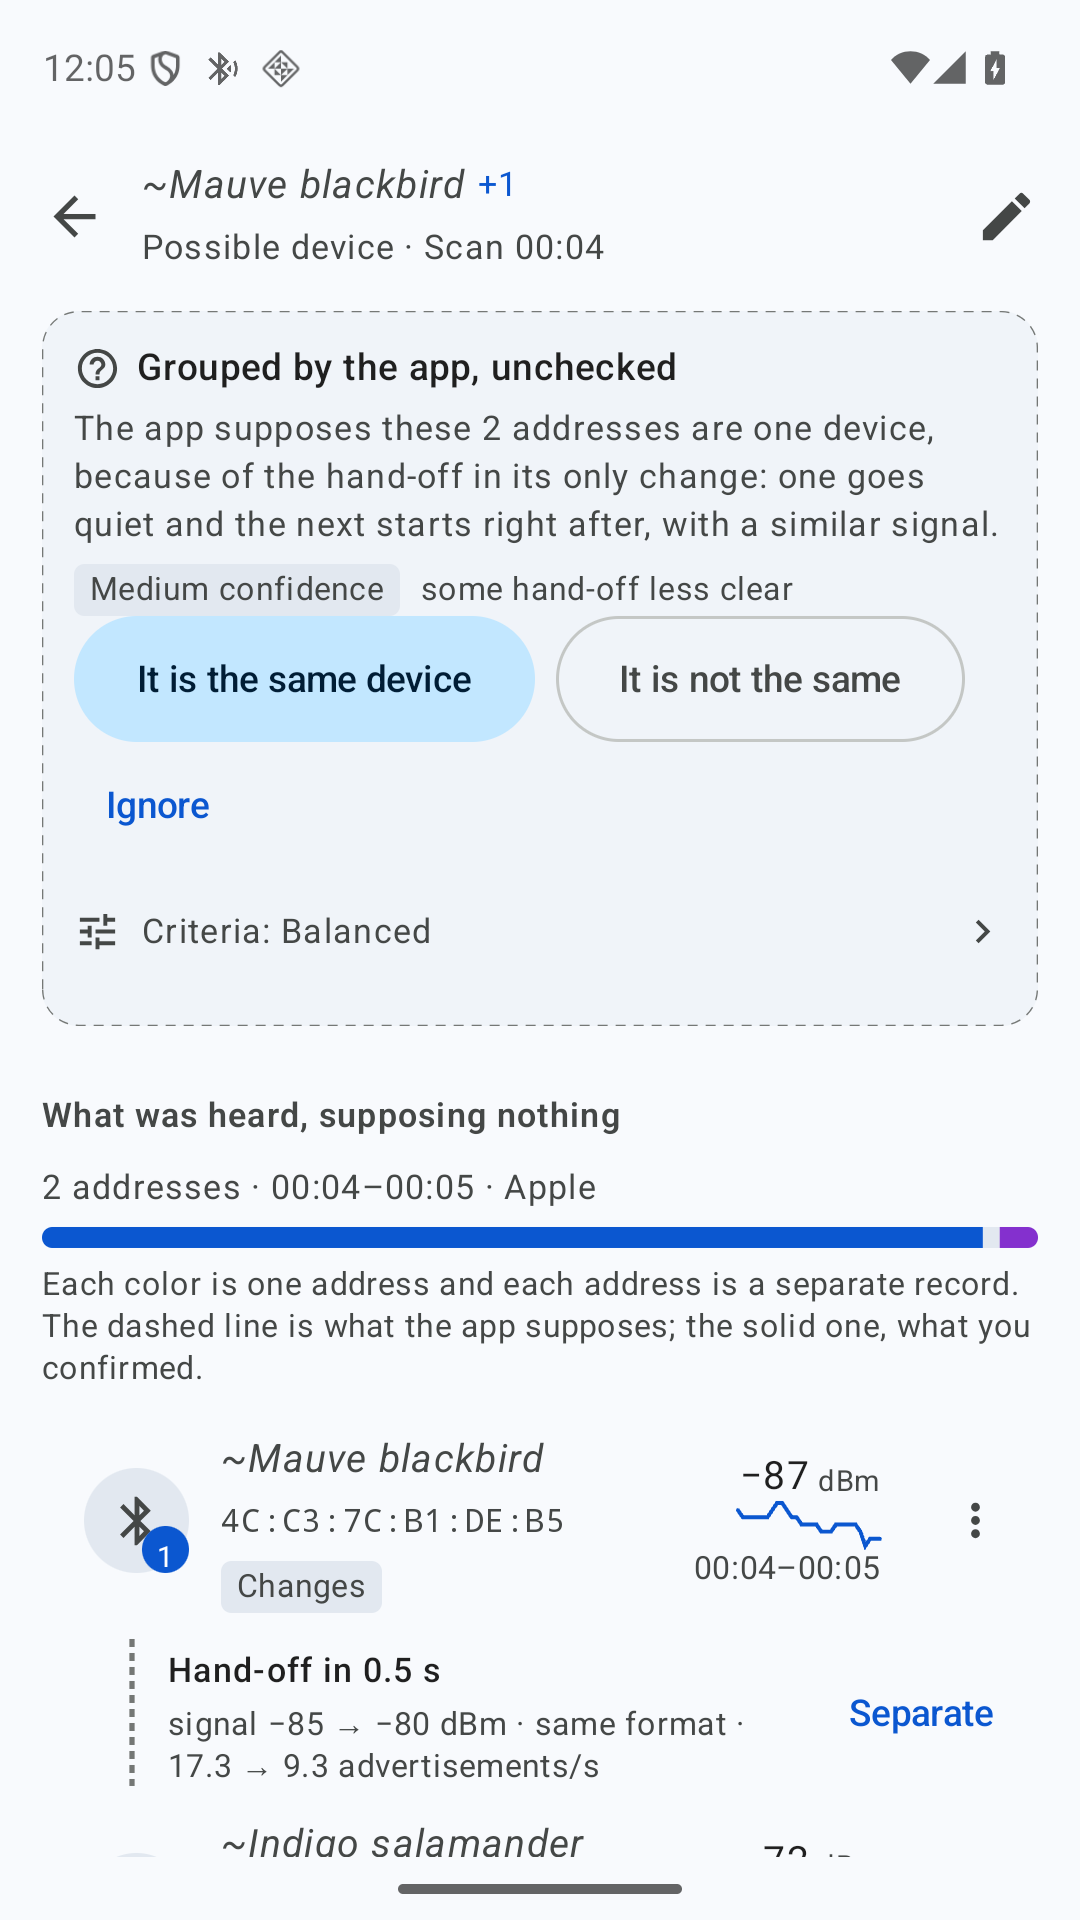 12:05
~Mauve blackbird +1
Possible device · Scan 00:04
Grouped by the app, unchecked
The app supposes these 2 addresses are one device,
because of the hand-off in its only change: one goes
quiet and the next starts right after, with a similar signal.
Medium confidence some hand-off less clear
It is the same device
It is not the same
Ignore
Criteria: Balanced
What was heard, supposing nothing
2 addresses · 00:04–00:05 · Apple
Each color is one address and each address is a separate record.
The dashed line is what the app supposes; the solid one, what you
confirmed.
~Mauve blackbird
−87 dBm
4C:C3:7C:B1:DE:B5
1
00:04–00:05
Changes
Hand-off in 0.5 s
signal −85 → −80 dBm · same format ·
17.3 → 9.3 advertisements/s
Separate
~Indigo salamander